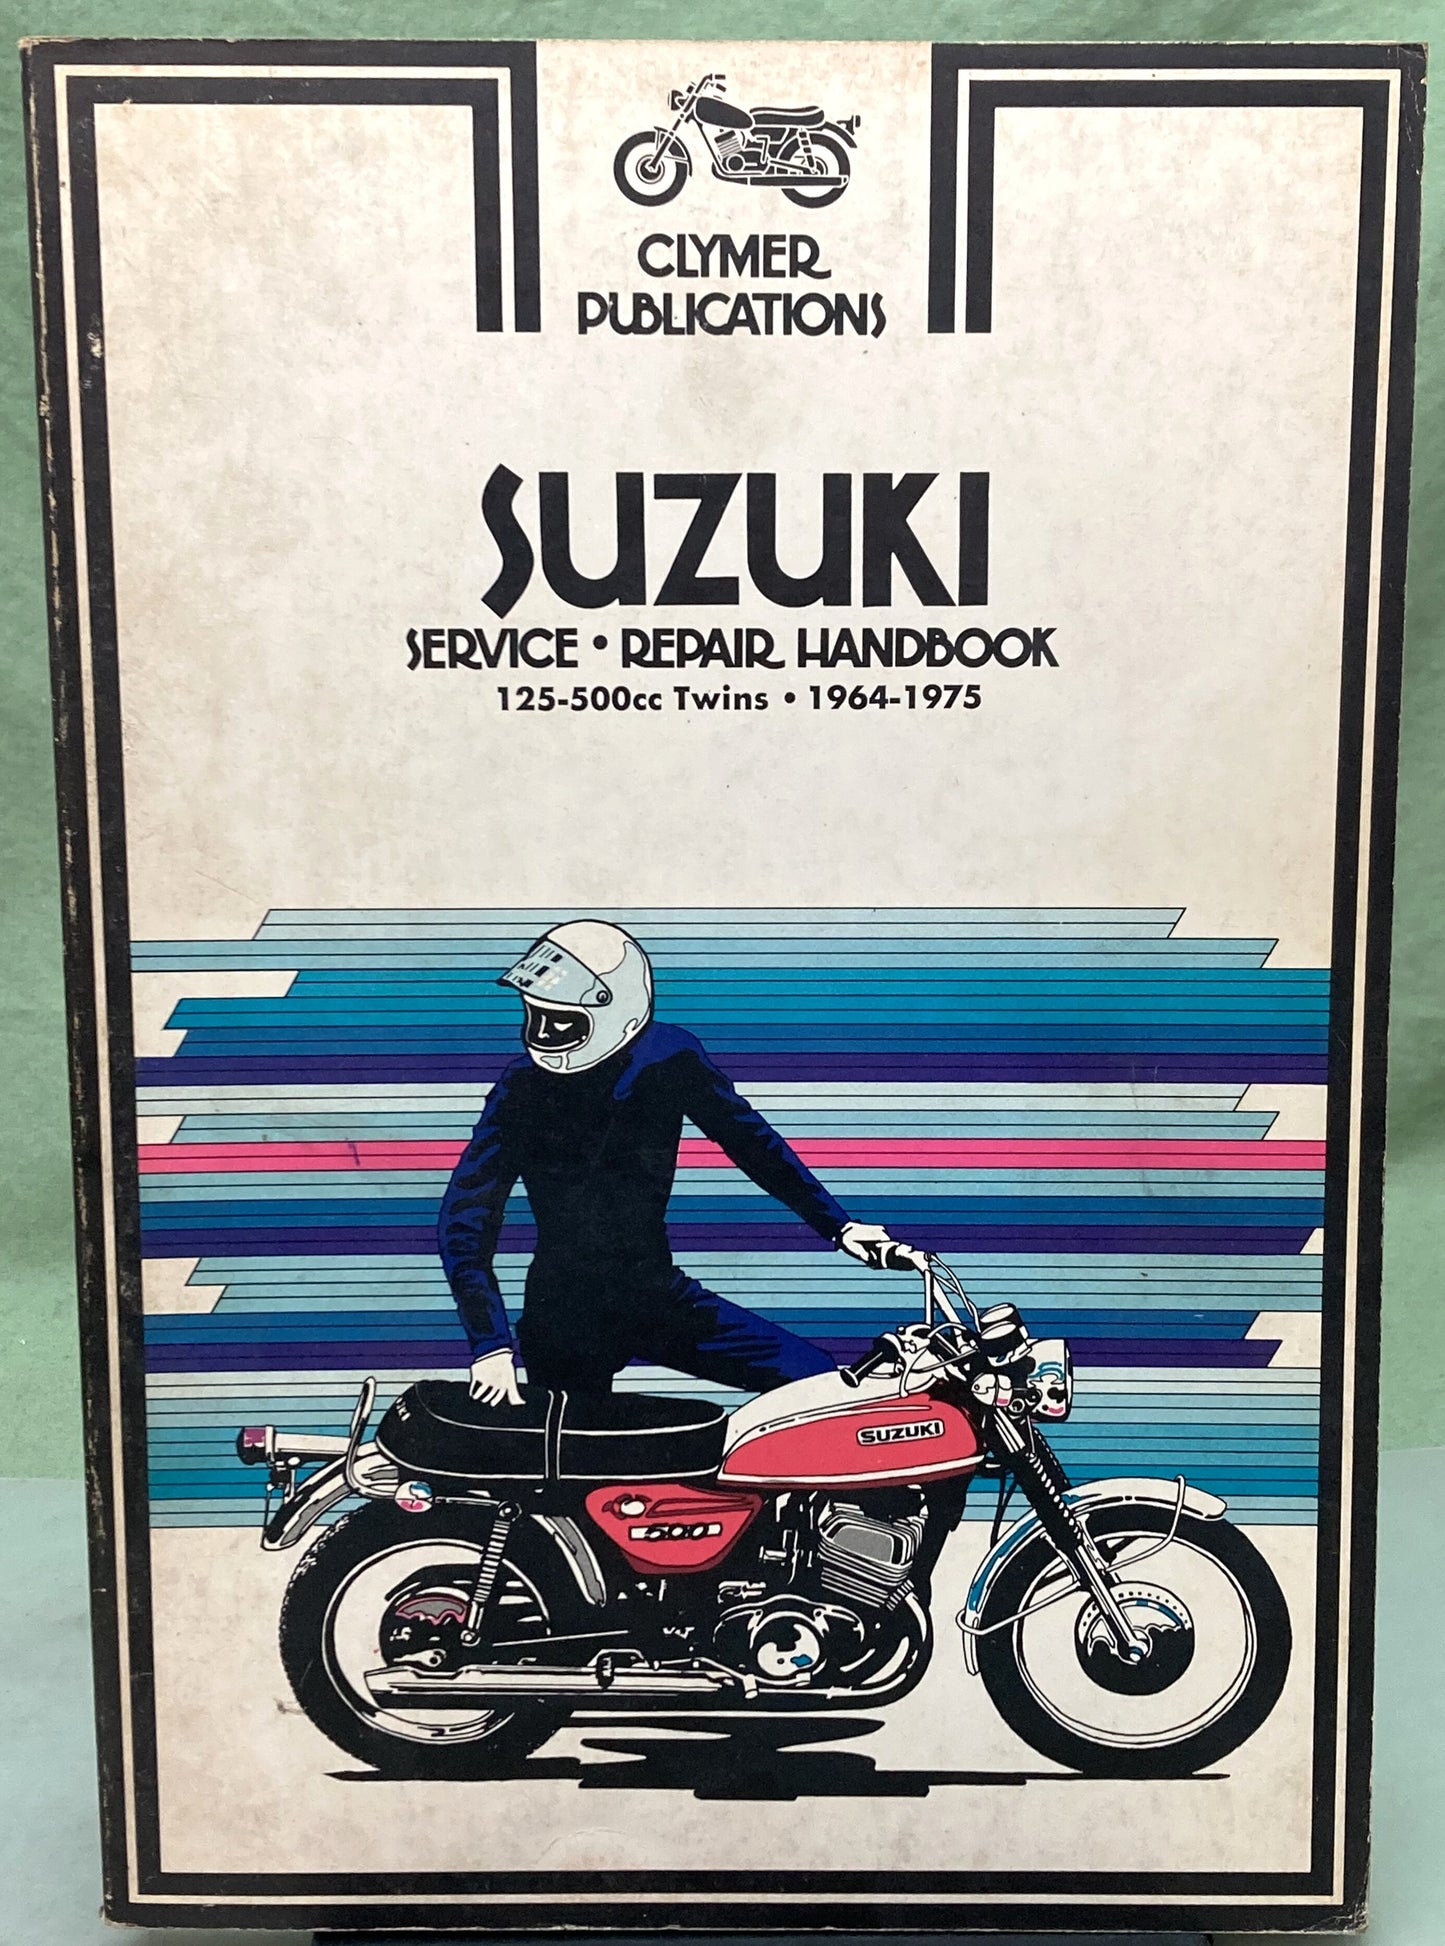 CLYMER
PUBLICATIONS
SUZUKI
SERVICE • REPAIR HANDBOOK
125-500cc Twins • 1964-1975
SUZUKI
500